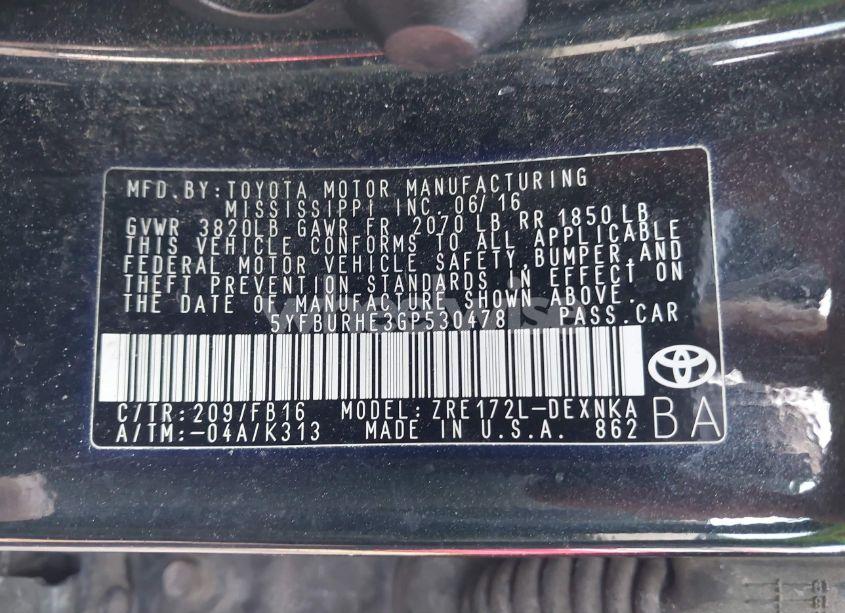 MFD.BY:TOYOTA MOTOR MANUFACTURING
MISSISSIPPI INC. 06/16
GVWR 3820LB GAWR FR 2070 LB RR 1850 LB
THIS VEHICLE CONFORMS TO ALL APPLICABLE
FEDERAL MOTOR VEHICLE SAFETY, BUMPER, AND
THEFT PREVENTION STANDARDS IN EFFECT ON
THE DATE OF MANUFACTURE SHOWN ABOVE.
5YFBURHE3GP530478 PASS.CAR
C/TR:209/FB16 MODEL: ZRE172L-DEXNKA
A/TM:-04A/K313 MADE IN U.S.A. 862
BA